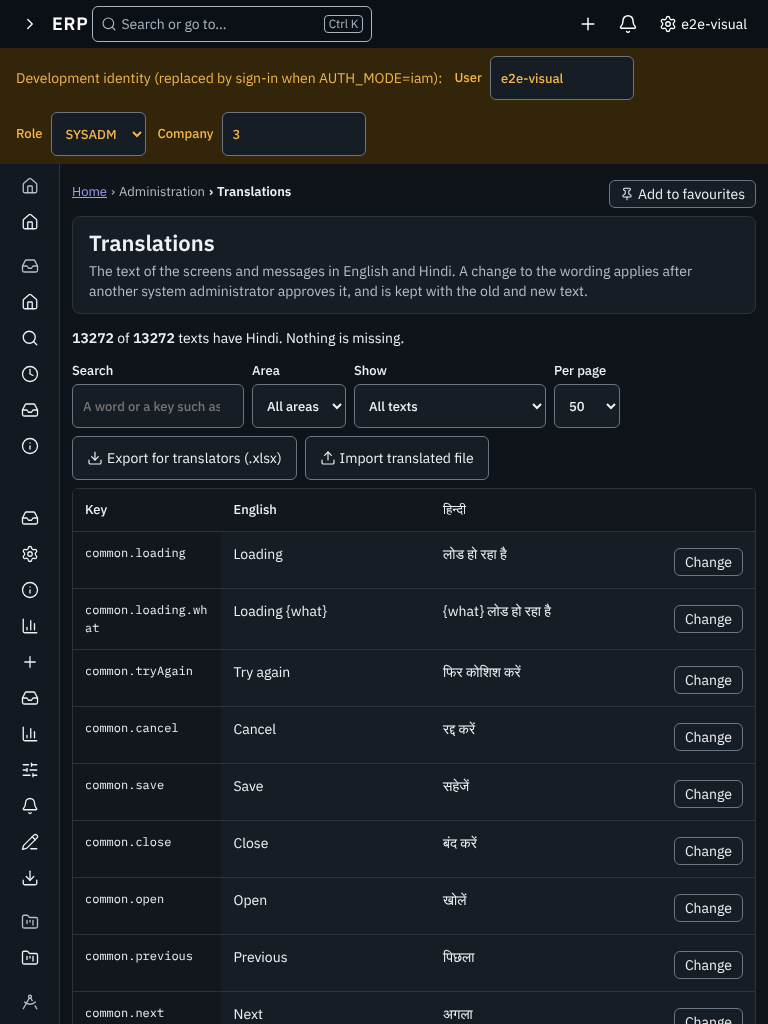 ERP
Search or go to...
Ctrl K
e2e-visual
Development identity (replaced by sign-in when AUTH_MODE=iam):
User
e2e-visual
Role
SYSADM
Company
3
Home › Administration › Translations
Add to favourites
Translations
The text of the screens and messages in English and Hindi. A change to the wording applies after
another system administrator approves it, and is kept with the old and new text.
13272 of 13272 texts have Hindi. Nothing is missing.
Search
Area
Show
Per page
A word or a key such as
All areas
All texts
50
Export for translators (.xlsx)
Import translated file
Key
English
हिन्दी
common.loading
Loading
लोड हो रहा है
Change
common.loading.wh
at
Loading {what}
{what} लोड हो रहा है
Change
common.tryAgain
Try again
फिर कोशिश करें
Change
common.cancel
Cancel
रद्द करें
Change
common.save
Save
सहेजें
Change
common.close
Close
बंद करें
Change
common.open
Open
खोलें
Change
common.previous
Previous
पिछला
Change
common.next
Next
अगला
Change